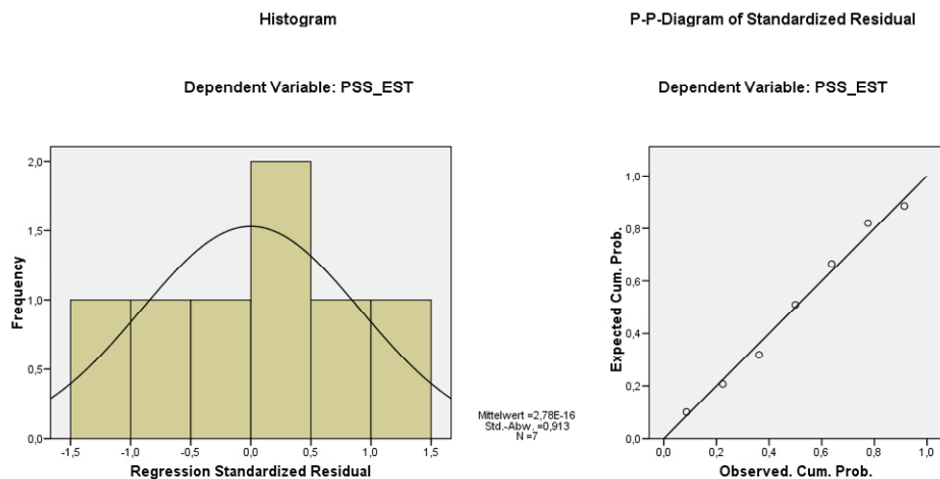 Histogram
Dependent Variable: PSS_EST
Frequency
2,0
1,5
1,0
0,5
0,0
-1,5
-1,0
-0,5
0,0
0,5
1,0
1,5
Regression Standardized Residual
Mittelwert =2,78E-16
Std.-Abw. =0,913
N =7
P-P-Diagram of Standardized Residual
Dependent Variable: PSS_EST
Expected Cum. Prob.
1,0
0,8
0,6
0,4
0,2
0,0
0,0
0,2
0,4
0,6
0,8
1,0
Observed. Cum. Prob.